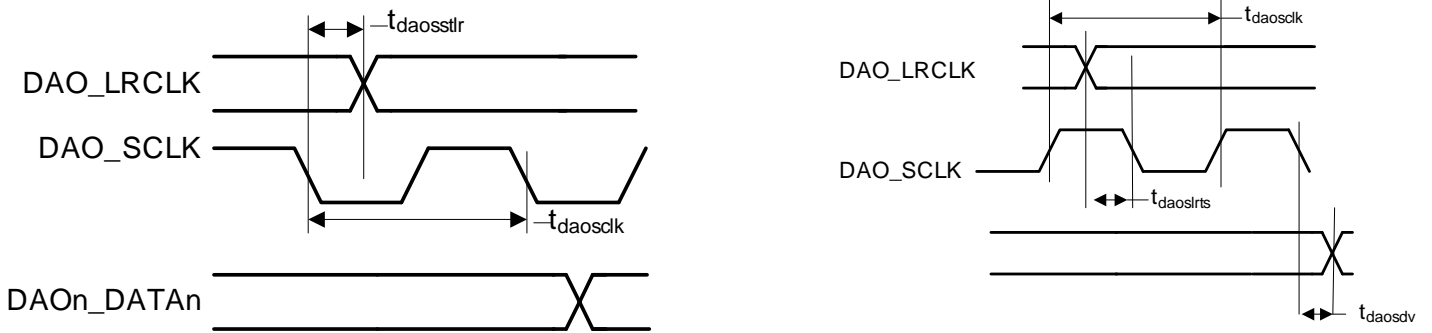 tdaosstlr
DAO_LRCLK
DAO_SCLK
tdaosclk
DAOn_DATAn
tdaosclk
DAO_LRCLK
DAO_SCLK
tdaoslrts
tdaosdv